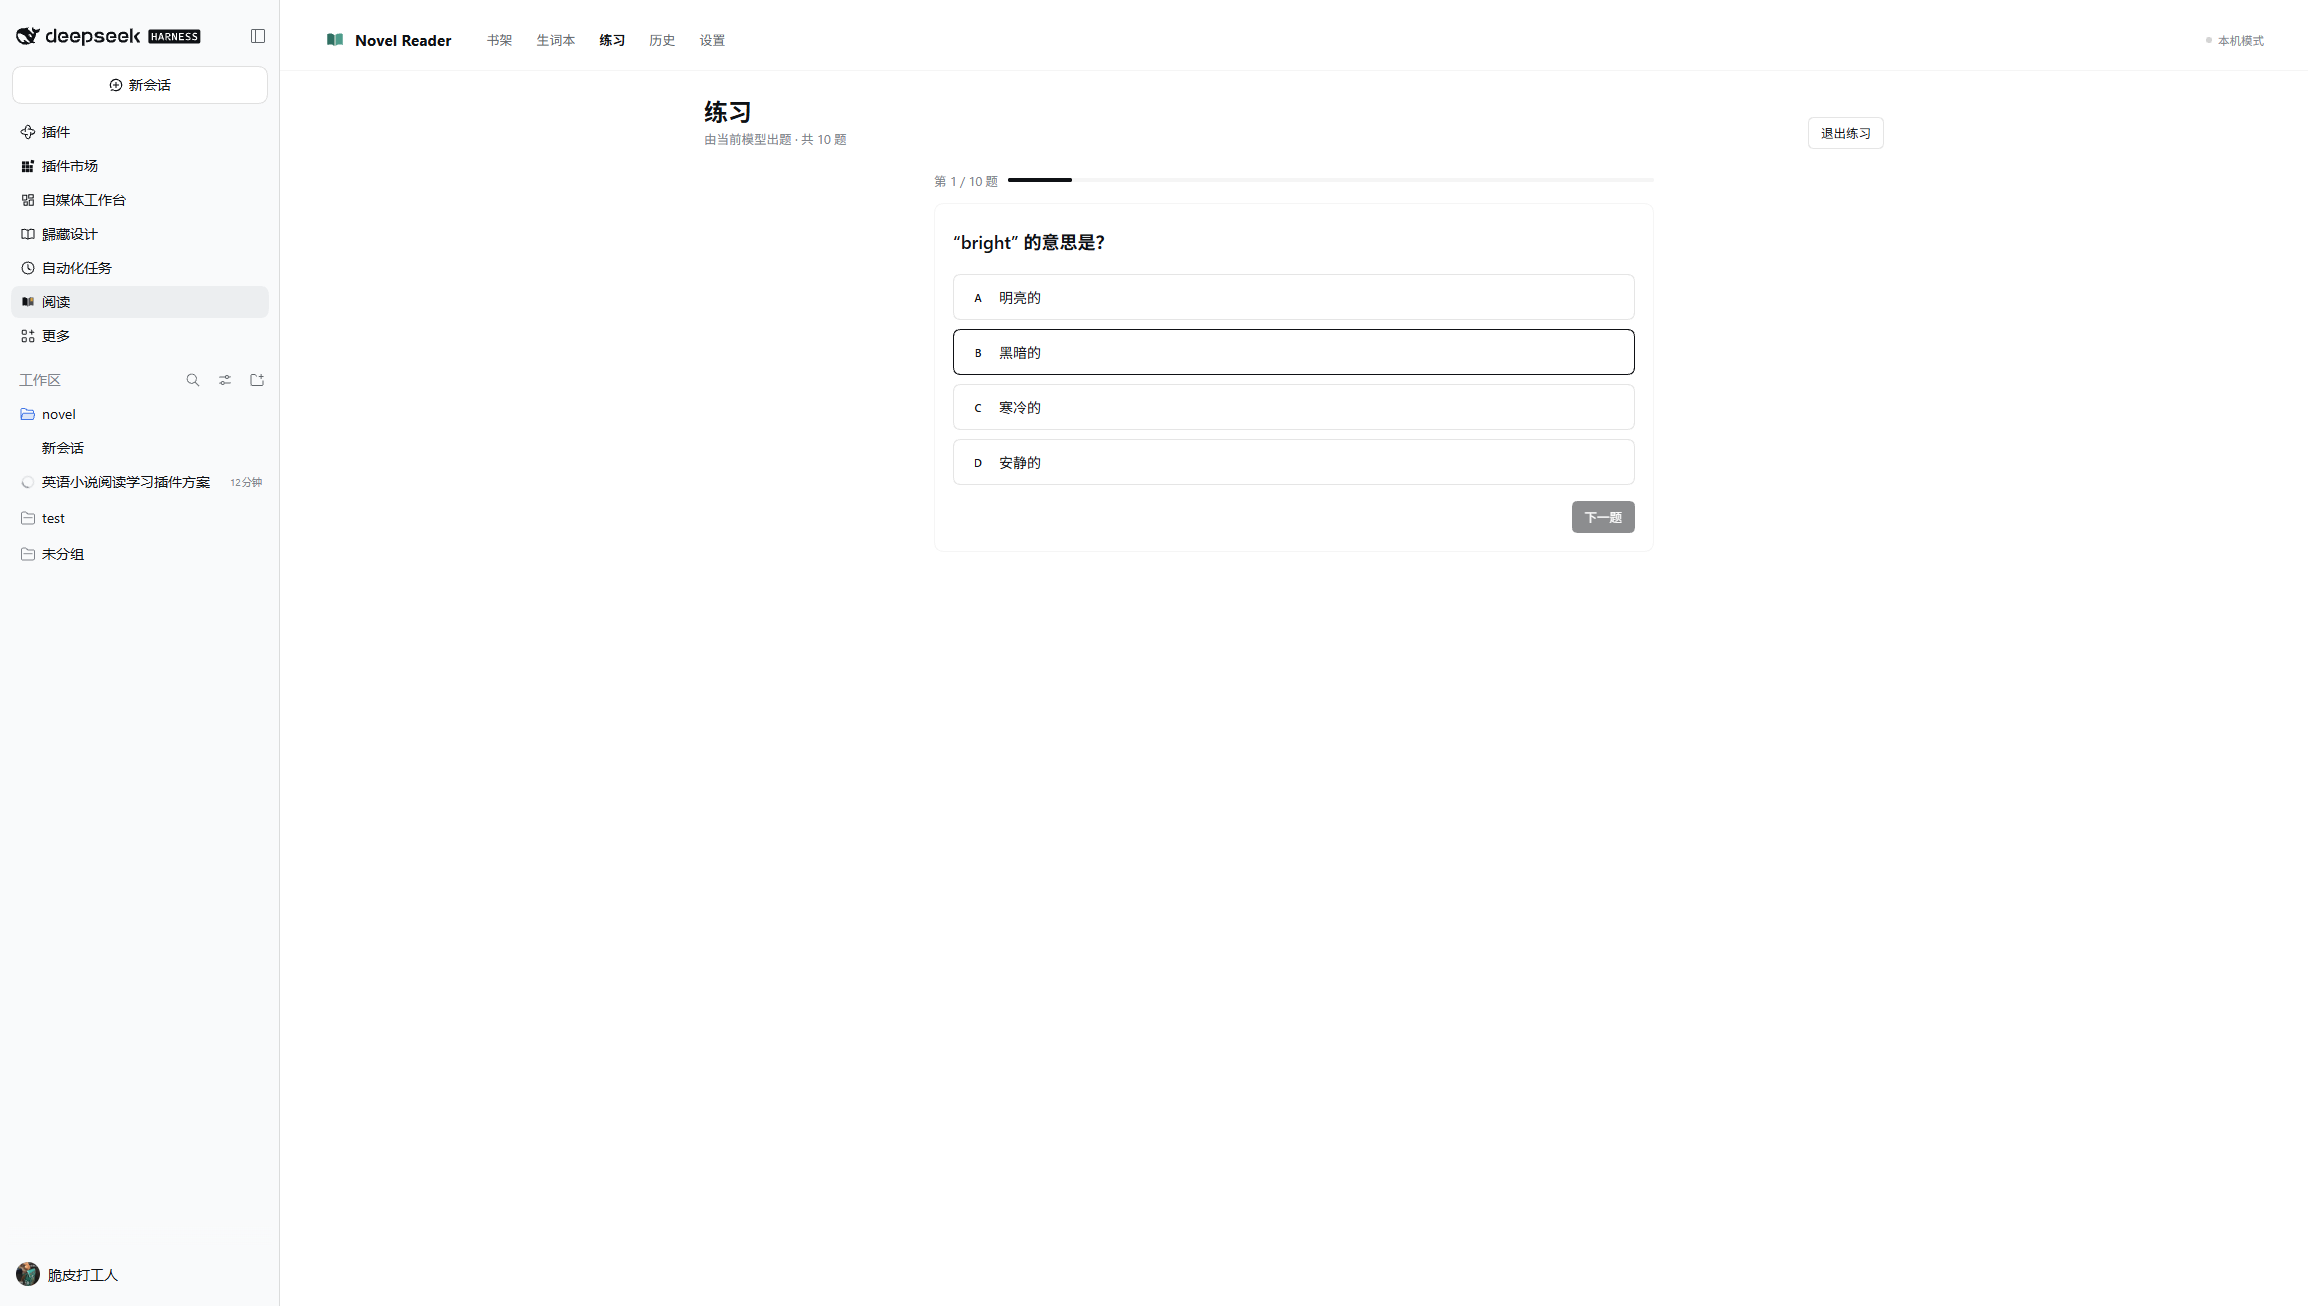 deepseek HARNESS
新会话
插件
插件市场
自媒体工作台
歸藏设计
自动化任务
阅读
更多
工作区
novel
新会话
英语小说阅读学习插件方案 12分钟
test
未分组
脆皮打工人
Novel Reader 书架 生词本 练习 历史 设置 本机模式
练习
由当前模型出题 · 共 10 题
退出练习
第 1 / 10 题
“bright” 的意思是？
A 明亮的
B 黑暗的
C 寒冷的
D 安静的
下一题